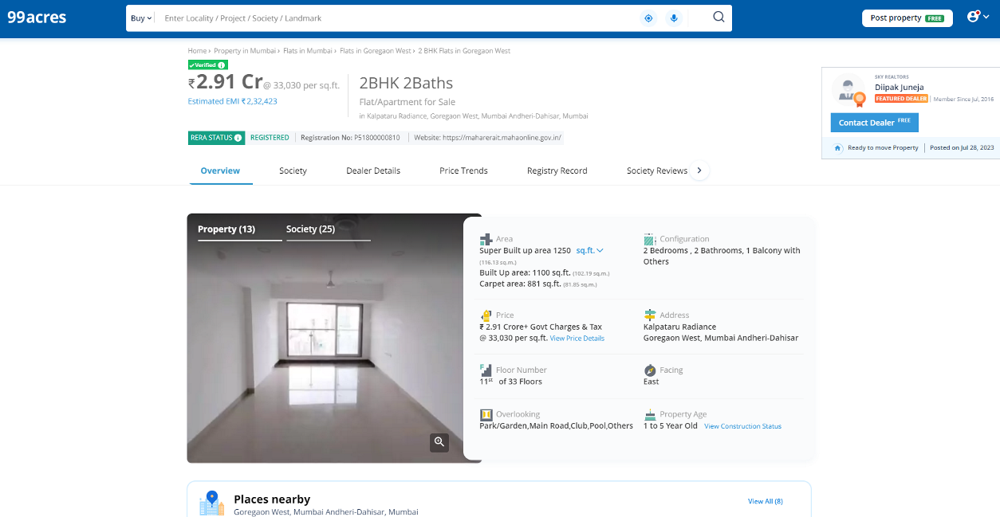 99acres
Buy
Enter Locality / Project / Society / Landmark
Post property FREE
Home › Property in Mumbai › Flats in Mumbai › Flats in Goregaon West › 2 BHK Flats in Goregaon West
Verified i
₹2.91 Cr @ 33,030 per sq.ft.
Estimated EMI ₹2,32,423
2BHK 2Baths
Flat/Apartment for Sale
in Kalpataru Radiance, Goregaon West, Mumbai Andheri-Dahisar, Mumbai
SKY REALTORS
Diipak Juneja
FEATURED DEALER | Member Since Jul, 2016
Contact Dealer FREE
Ready to move Property | Posted on Jul 28, 2023
RERA STATUS i REGISTERED | Registration No: P51800000810 | Website: https://maharerait.mahaonline.gov.in/
Overview Society Dealer Details Price Trends Registry Record Society Reviews
Property (13) Society (25)
Area
Super Built up area 1250 sq.ft.
(116.13 sq.m.)
Built Up area: 1100 sq.ft. (102.19 sq.m.)
Carpet area: 881 sq.ft. (81.85 sq.m.)
Configuration
2 Bedrooms , 2 Bathrooms, 1 Balcony with
Others
Price
₹ 2.91 Crore+ Govt Charges & Tax
@ 33,030 per sq.ft. View Price Details
Address
Kalpataru Radiance
Goregaon West, Mumbai Andheri-Dahisar
Floor Number
11st of 33 Floors
Facing
East
Overlooking
Park/Garden,Main Road,Club,Pool,Others
Property Age
1 to 5 Year Old View Construction Status
Places nearby
Goregaon West, Mumbai Andheri-Dahisar, Mumbai
View All (8)